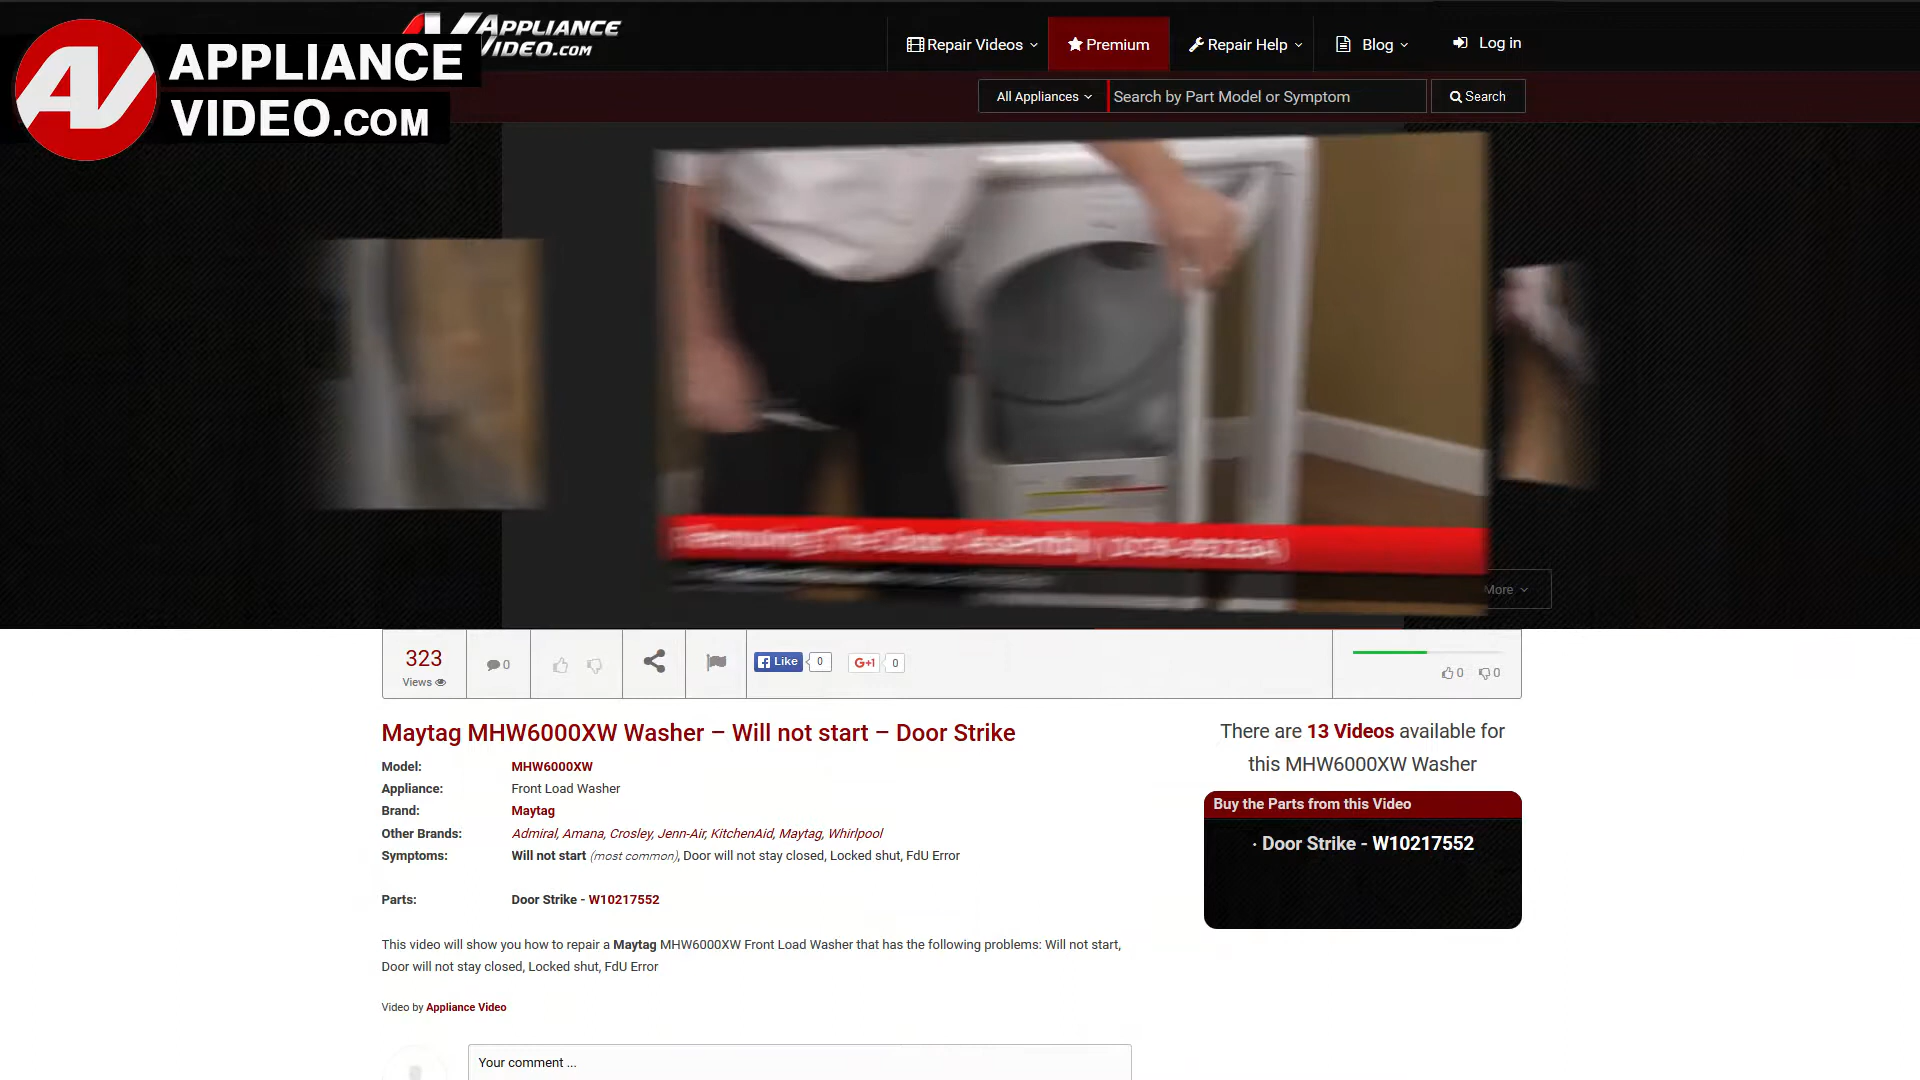 APPLIANCE
VIDEO.COM
APPLIANCE
VIDEO.COM
Repair Videos
Premium
Repair Help
Blog
Log in
All Appliances
Search by Part Model or Symptom
Search
More
323
Views
0
Like
0
G+1
0
0
0
Maytag MHW6000XW Washer – Will not start – Door Strike
Model: MHW6000XW
Appliance: Front Load Washer
Brand: Maytag
Other Brands: Admiral, Amana, Crosley, Jenn-Air, KitchenAid, Maytag, Whirlpool
Symptoms: Will not start (most common), Door will not stay closed, Locked shut, FdU Error
Parts: Door Strike - W10217552
This video will show you how to repair a Maytag MHW6000XW Front Load Washer that has the following problems: Will not start,
Door will not stay closed, Locked shut, FdU Error
Video by Appliance Video
Your comment ...
There are 13 Videos available for
this MHW6000XW Washer
Buy the Parts from this Video
· Door Strike - W10217552